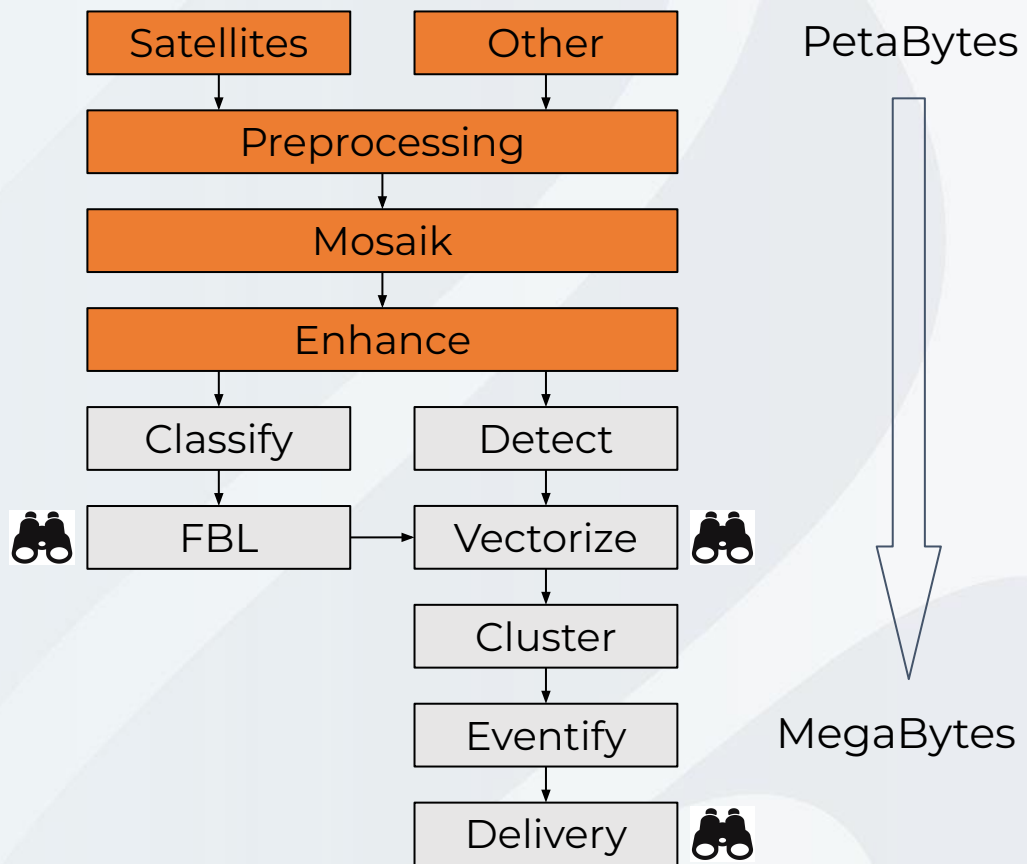 Satellites
Other
PetaBytes
Preprocessing
Mosaik
Enhance
Classify
Detect
FBL
Vectorize
Cluster
Eventify
MegaBytes
Delivery